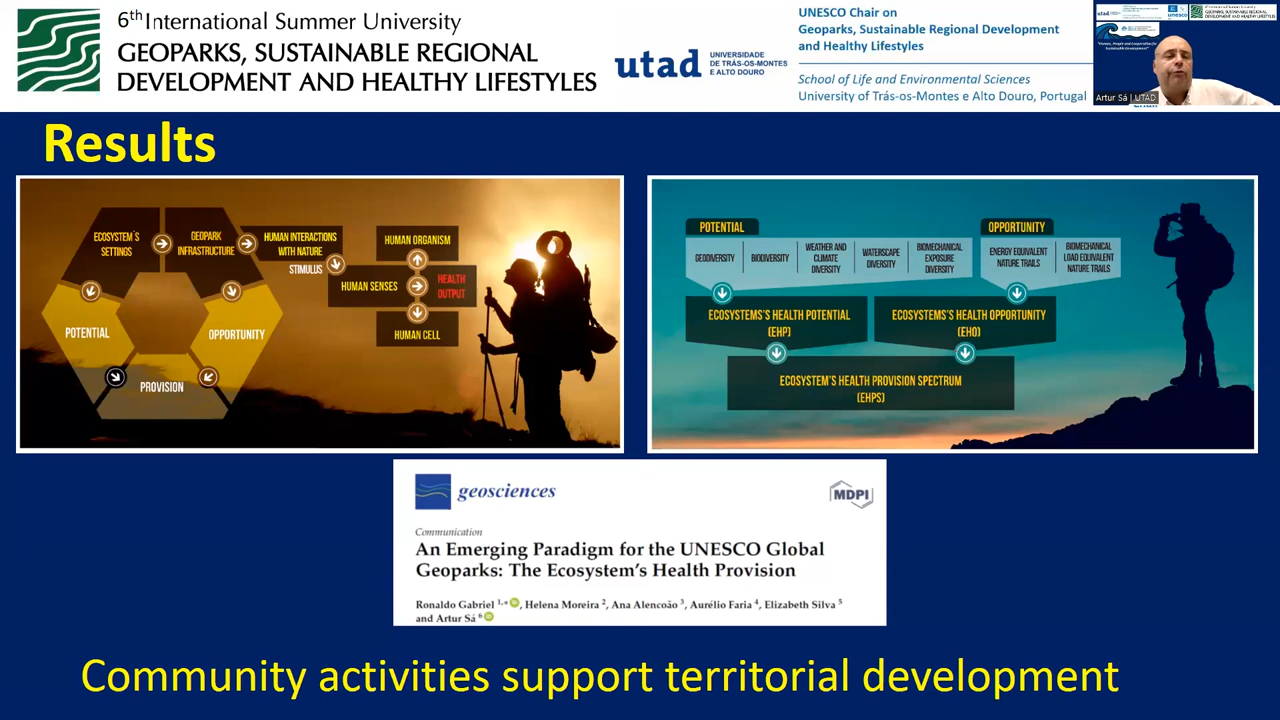 6th International Summer University
GEOPARKS, SUSTAINABLE REGIONAL
DEVELOPMENT AND HEALTHY LIFESTYLES
utad
UNIVERSIDADE
DE TRÁS-OS-MONTES
E ALTO DOURO
UNESCO Chair on
Geoparks, Sustainable Regional Development
and Healthy Lifestyles
School of Life and Environmental Sciences
University of Trás-os-Montes e Alto Douro, Portugal
Artur Sá | UTAD
Results
ECOSYSTEM´S
SETTINGS
GEOPARK
INFRASTRUCTURE
HUMAN INTERACTIONS
WITH NATURE
STIMULUS
HUMAN ORGANISM
HUMAN SENSES
HEALTH
OUTPUT
HUMAN CELL
POTENTIAL
OPPORTUNITY
PROVISION
POTENTIAL
GEODIVERSITY
BIODIVERSITY
WEATHER AND
CLIMATE
DIVERSITY
WATERSCAPE
DIVERSITY
BIOMECHANICAL
EXPOSURE
DIVERSITY
OPPORTUNITY
ENERGY EQUIVALENT
NATURE TRAILS
BIOMECHANICAL
LOAD EQUIVALENT
NATURE TRAILS
ECOSYSTEMS'S HEALTH POTENTIAL
(EHP)
ECOSYSTEMS'S HEALTH OPPORTUNITY
(EHO)
ECOSYSTEM'S HEALTH PROVISION SPECTRUM
(EHPS)
geosciences
MDPI
Communication
An Emerging Paradigm for the UNESCO Global
Geoparks: The Ecosystem's Health Provision
Ronaldo Gabriel 1,*, Helena Moreira 2, Ana Alencoão 3, Aurélio Faria 4, Elizabeth Silva 5
and Artur Sá 6
Community activities support territorial development